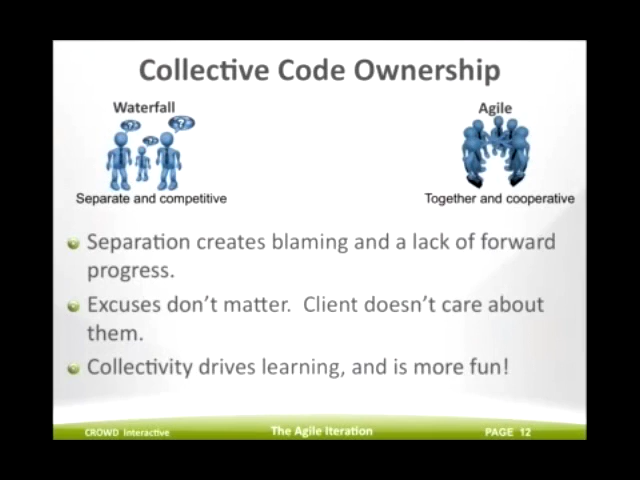 Collective Code Ownership
Waterfall
Agile
? ? ?
Separate and competitive
Together and cooperative
Separation creates blaming and a lack of forward
progress.
Excuses don't matter.  Client doesn't care about
them.
Collectivity drives learning, and is more fun!
CROWD Interactive
The Agile Iteration
PAGE 12